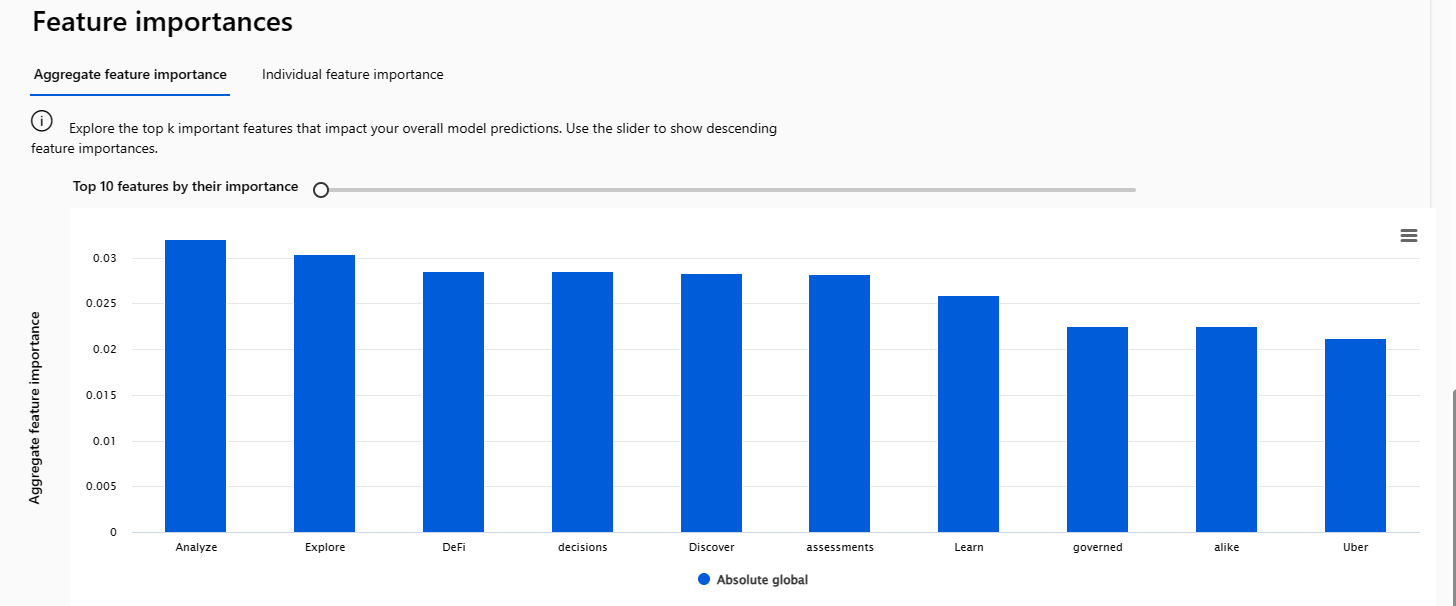 Feature importances
Aggregate feature importance
Individual feature importance
Explore the top k important features that impact your overall model predictions. Use the slider to show descending
feature importances.
Top 10 features by their importance
Aggregate feature importance
0.03
0.025
0.02
0.015
0.01
0.005
0
Analyze
Explore
DeFi
decisions
Discover
assessments
Learn
governed
alike
Uber
Absolute global